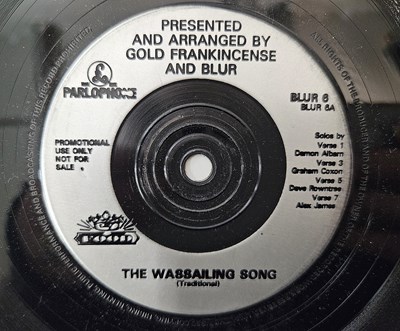 PRESENTED
AND ARRANGED BY
GOLD FRANKINCENSE
AND BLUR
PARLOPHONE
BLUR 6
BLUR 6A
PROMOTIONAL
USE ONLY
NOT FOR
SALE .
Solos by
Verse 1
Damon Albarn
Verse 3
Graham Coxon
Verse 5
Dave Rowntree
Verse 7
Alex James
food
THE WASSAILING SONG
(Traditional)